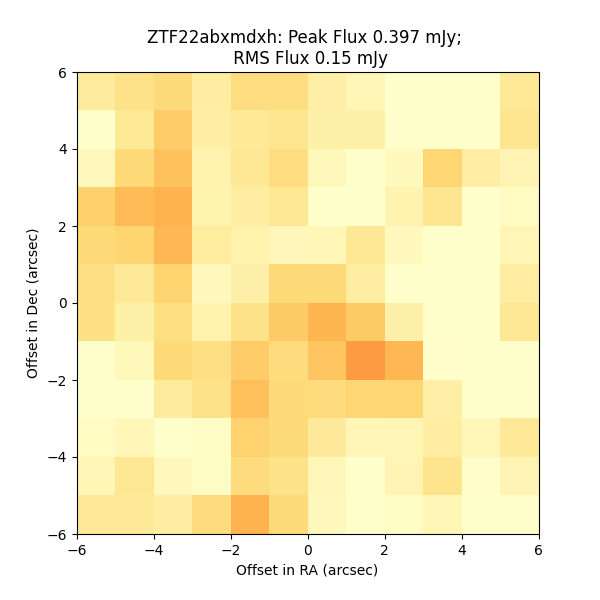 ZTF22abxmdxh: Peak Flux 0.397 mJy;
RMS Flux 0.15 mJy
6
4
2
0
−2
−4
−6
Offset in Dec (arcsec)
−6 −4 −2 0 2 4 6
Offset in RA (arcsec)